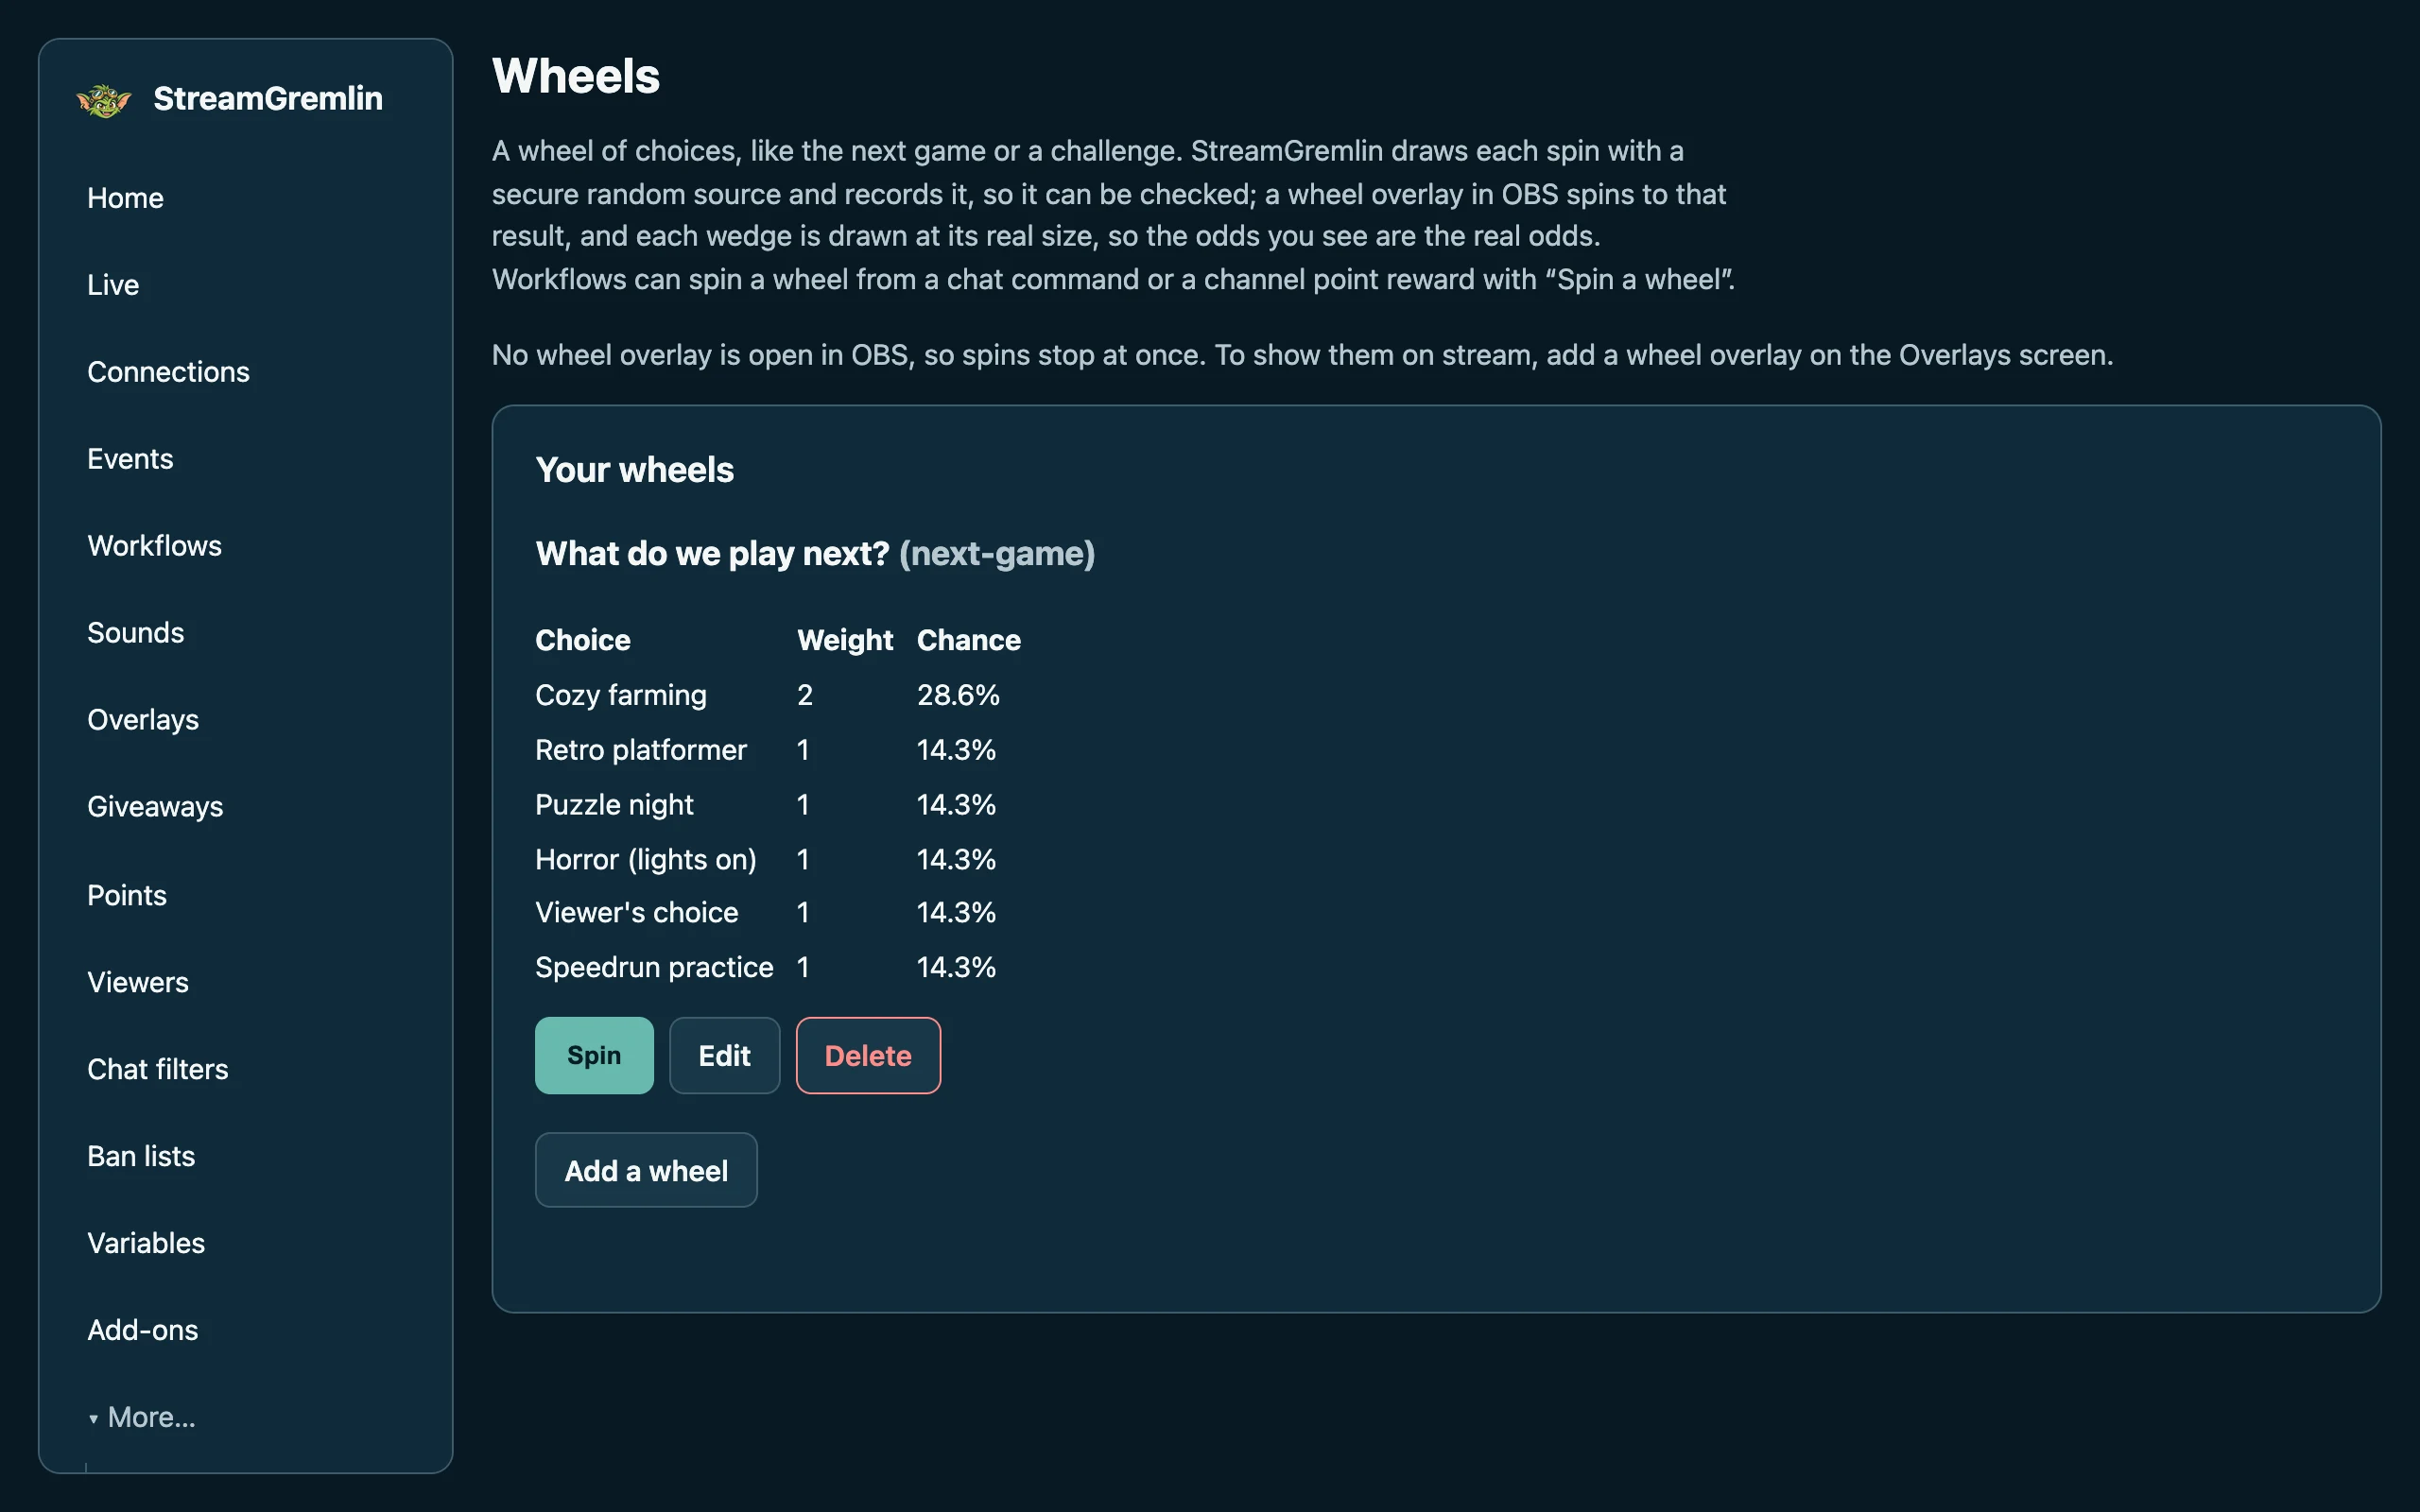 StreamGremlin
Home
Live
Connections
Events
Workflows
Sounds
Overlays
Giveaways
Points
Viewers
Chat filters
Ban lists
Variables
Add-ons
More...
Wheels
A wheel of choices, like the next game or a challenge. StreamGremlin draws each spin with a
secure random source and records it, so it can be checked; a wheel overlay in OBS spins to that
result, and each wedge is drawn at its real size, so the odds you see are the real odds.
Workflows can spin a wheel from a chat command or a channel point reward with “Spin a wheel”.
No wheel overlay is open in OBS, so spins stop at once. To show them on stream, add a wheel overlay on the Overlays screen.
Your wheels
What do we play next? (next-game)
Choice Weight Chance
Cozy farming 2 28.6%
Retro platformer 1 14.3%
Puzzle night 1 14.3%
Horror (lights on) 1 14.3%
Viewer's choice 1 14.3%
Speedrun practice 1 14.3%
Spin Edit Delete
Add a wheel